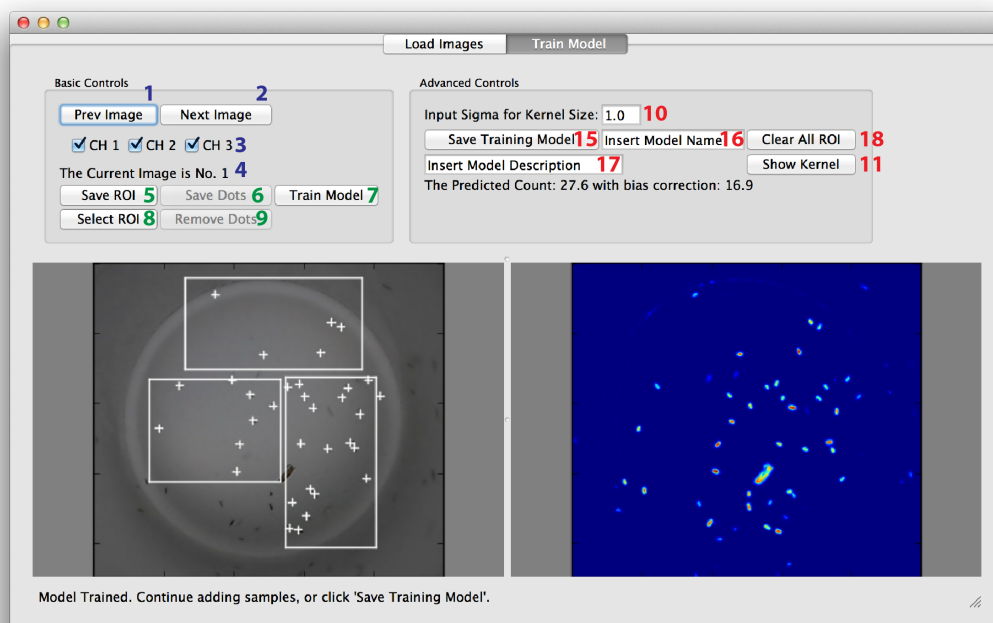 Load Images Train Model
Basic Controls
1 2
Prev Image Next Image
CH 1 CH 2 CH 3 3
The Current Image is No. 1 4
Save ROI 5 Save Dots 6 Train Model 7
Select ROI 8 Remove Dots 9
Advanced Controls
Input Sigma for Kernel Size: 1.0 10
Save Training Model 15 Insert Model Name 16 Clear All ROI 18
Insert Model Description 17 Show Kernel 11
The Predicted Count: 27.6 with bias correction: 16.9
Model Trained. Continue adding samples, or click 'Save Training Model'.